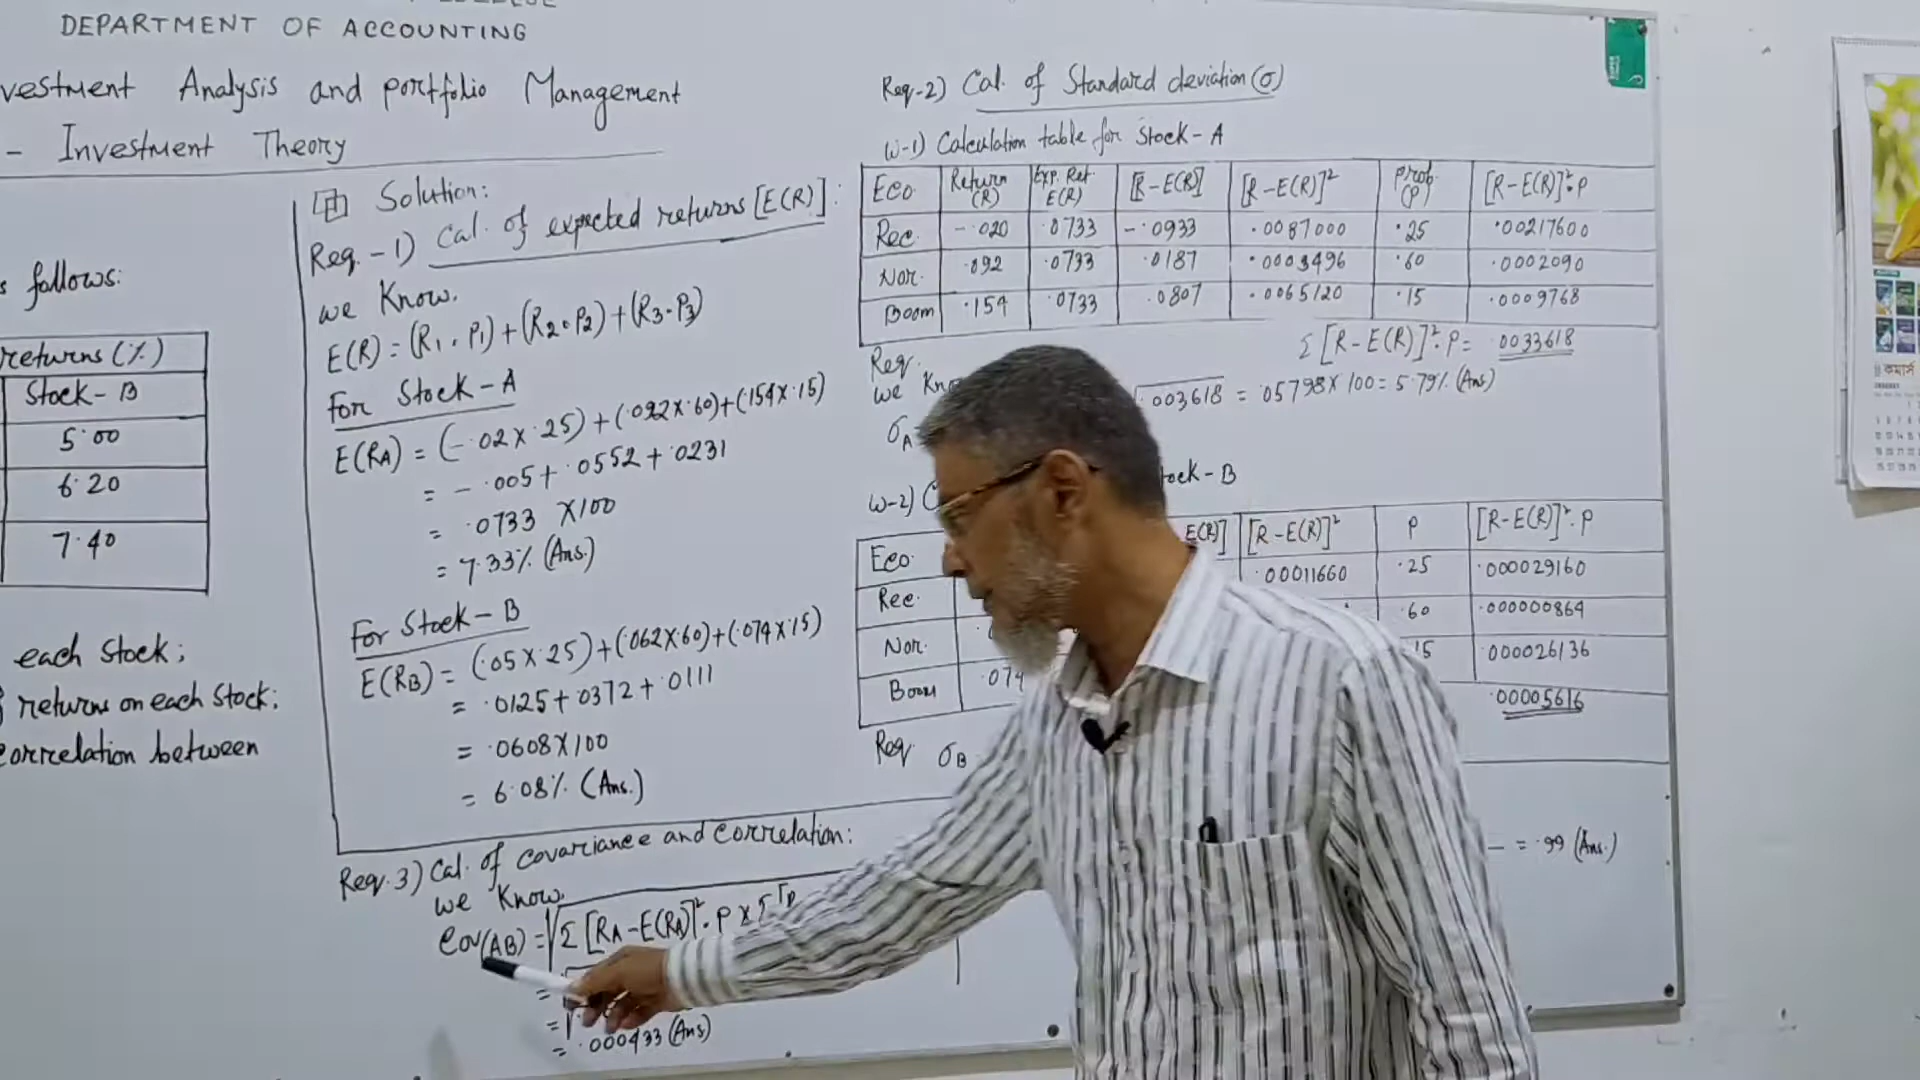 DEPARTMENT OF ACCOUNTING
vestment Analysis and portfolio Management
- Investment Theory
s follows:
returns (%)
Stock - B
5.00
6.20
7.40
each Stock;
returns on each Stock;
correlation between
Solution:
Req. - 1) Cal. of expected returns [E(R)]:
we Know.
E(R) = (R1 . P1) + (R2 . P2) + (R3 . P3)
For Stock - A
E(RA) = (-.02 x .25) + (.092 x .60) + (.154 x .15)
= -.005 + .0552 + .0231
= .0733 x 100
= 7.33% (Ans.)
For Stock - B
E(RB) = (.05 x .25) + (.062 x .60) + (.074 x .15)
= .0125 + .0372 + .0111
= .0608 x 100
= 6.08% (Ans.)
Req. 3) Cal. of covariance and correlation:
we Know.
Cov(AB) = √Σ [RA - E(RA)]². P x Σ
=
= √
= .000433 (Ans)
Req-2) Cal. of Standard deviation (σ)
W-1) Calculation table for Stock - A
Eco Return (R) Exp. Ret. E(R) [R - E(R)] [R - E(R)]² prob. (P) [R - E(R)]². P
Rec. -.020 .0733 -.0933 .0087000 .25 .00217600
Nor. .092 .0733 .0187 .0003496 .60 .0002090
Boom .154 .0733 .0807 .0065120 .15 .0009768
Σ [R - E(R)]². P = .0033618
Req.
we Kno
σA .003618 = .05798 x 100 = 5.79% (Ans)
W-2) C tock - B
Eco E(R)] [R - E(R)]² P [R - E(R)]². P
Rec .00011660 .25 .000029160
Nor. .60 .000000864
Boom .074 .15 .000026136
.00005616
Req. σB
= .99 (Ans.)
কমার্স